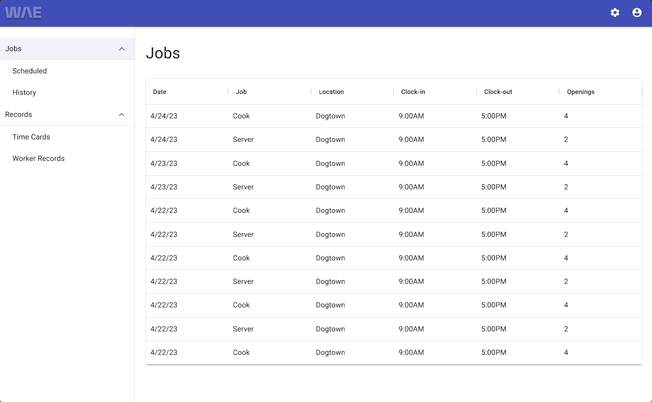 WAE
Jobs
Scheduled
History
Records
Time Cards
Worker Records
Jobs
Date Job Location Clock-in Clock-out Openings
4/24/23 Cook Dogtown 9:00AM 5:00PM 4
4/24/23 Server Dogtown 9:00AM 5:00PM 2
4/23/23 Cook Dogtown 9:00AM 5:00PM 4
4/23/23 Server Dogtown 9:00AM 5:00PM 2
4/22/23 Cook Dogtown 9:00AM 5:00PM 4
4/22/23 Server Dogtown 9:00AM 5:00PM 2
4/22/23 Cook Dogtown 9:00AM 5:00PM 4
4/22/23 Server Dogtown 9:00AM 5:00PM 2
4/22/23 Cook Dogtown 9:00AM 5:00PM 4
4/22/23 Server Dogtown 9:00AM 5:00PM 2
4/22/23 Cook Dogtown 9:00AM 5:00PM 4